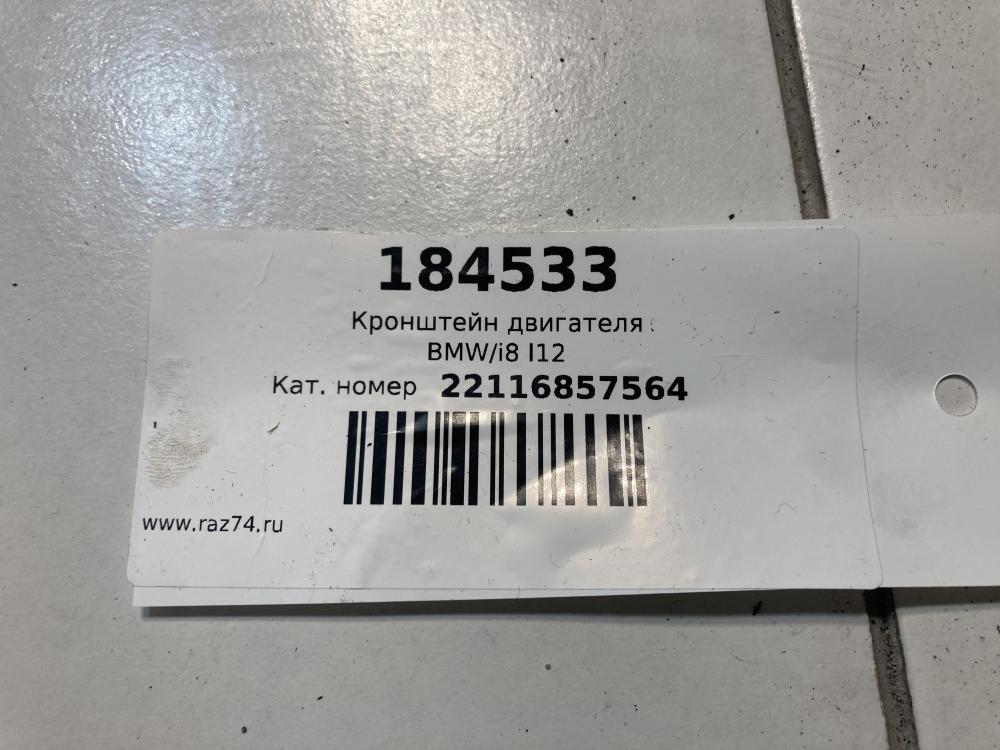 184533
Кронштейн двигателя
BMW/i8 I12
Кат. номер 22116857564
www.raz74.ru